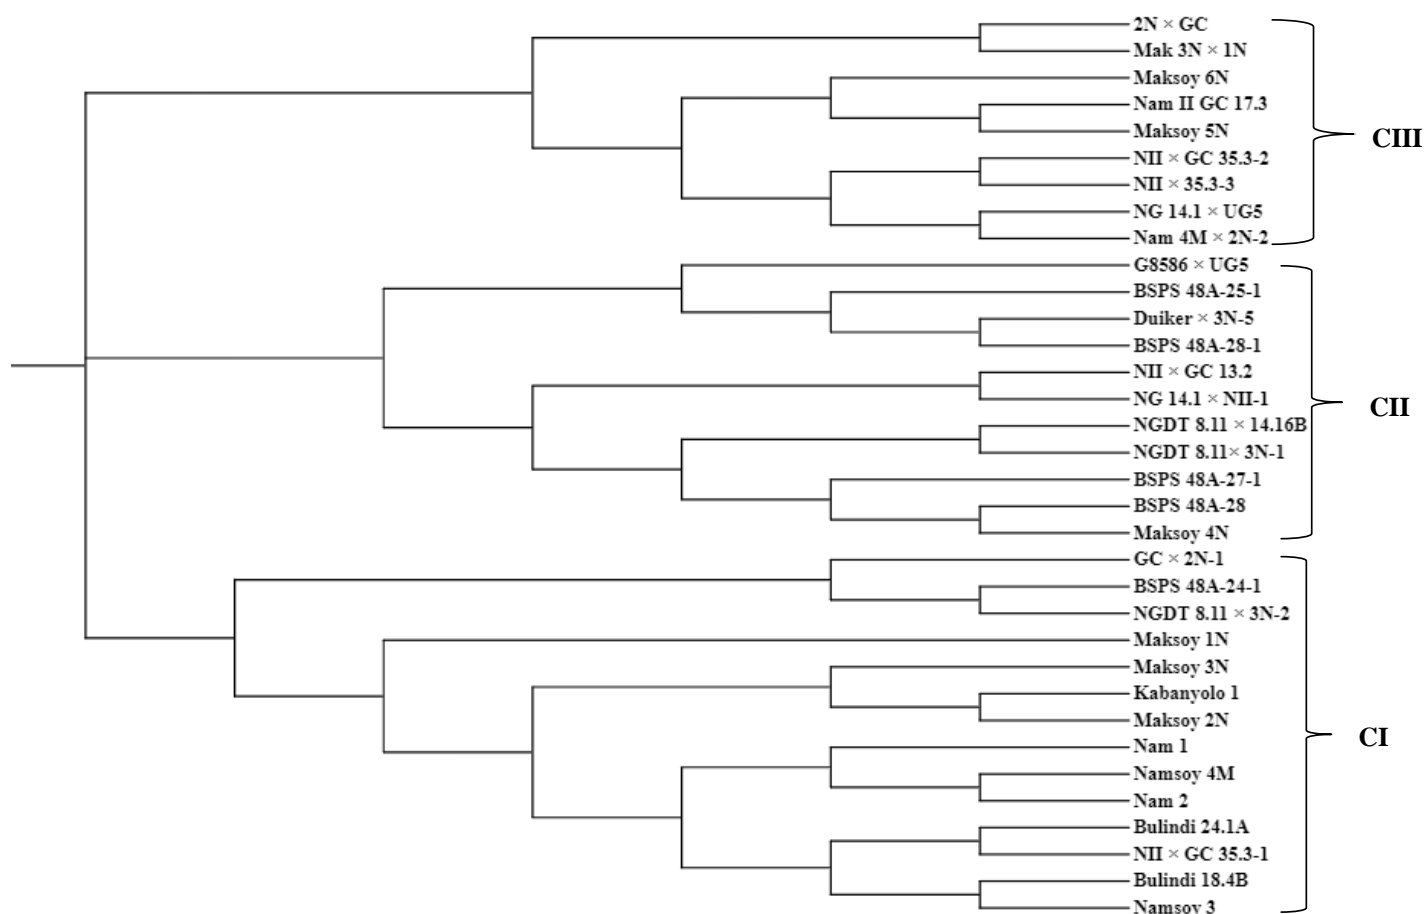 2N × GC
Mak 3N × 1N
Maksoy 6N
Nam II GC 17.3
Maksoy 5N
CIII
NII × GC 35.3-2
NII × 35.3-3
NG 14.1 × UG5
Nam 4M × 2N-2
G8586 × UG5
BSPS 48A-25-1
Duiker × 3N-5
BSPS 48A-28-1
NII × GC 13.2
NG 14.1 × NII-1
CII
NGDT 8.11 × 14.16B
NGDT 8.11× 3N-1
BSPS 48A-27-1
BSPS 48A-28
Maksoy 4N
GC × 2N-1
BSPS 48A-24-1
NGDT 8.11 × 3N-2
Maksoy 1N
Maksoy 3N
Kabanyolo 1
Maksoy 2N
CI
Nam 1
Namsoy 4M
Nam 2
Bulindi 24.1A
NII × GC 35.3-1
Bulindi 18.4B
Namsoy 3